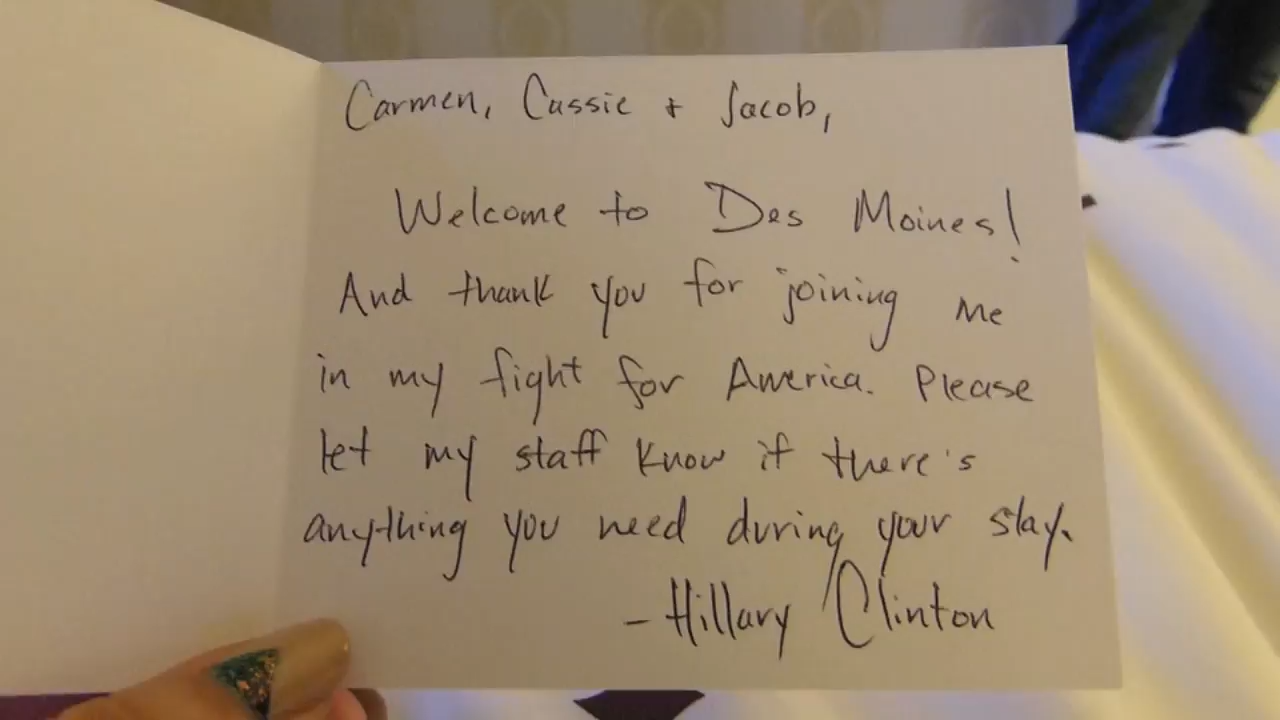 Carmen, Cassie + Jacob,
Welcome to Des Moines!
And thank you for joining me
in my fight for America. Please
let my staff know if there's
anything you need during your stay.
- Hillary Clinton